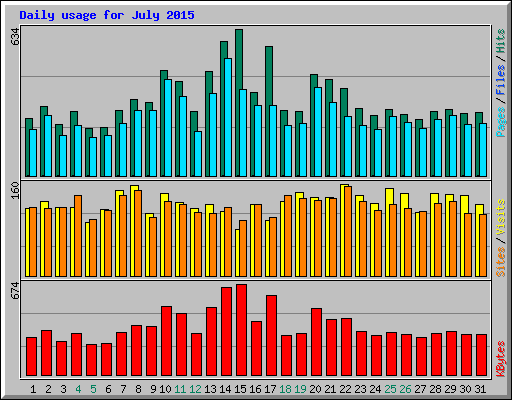 Daily usage for July 2015
634
Pages / Files / Hits
160
Sites / Visits
674
KBytes
1 2 3 4 5 6 7 8 9 10 11 12 13 14 15 16 17 18 19 20 21 22 23 24 25 26 27 28 29 30 31